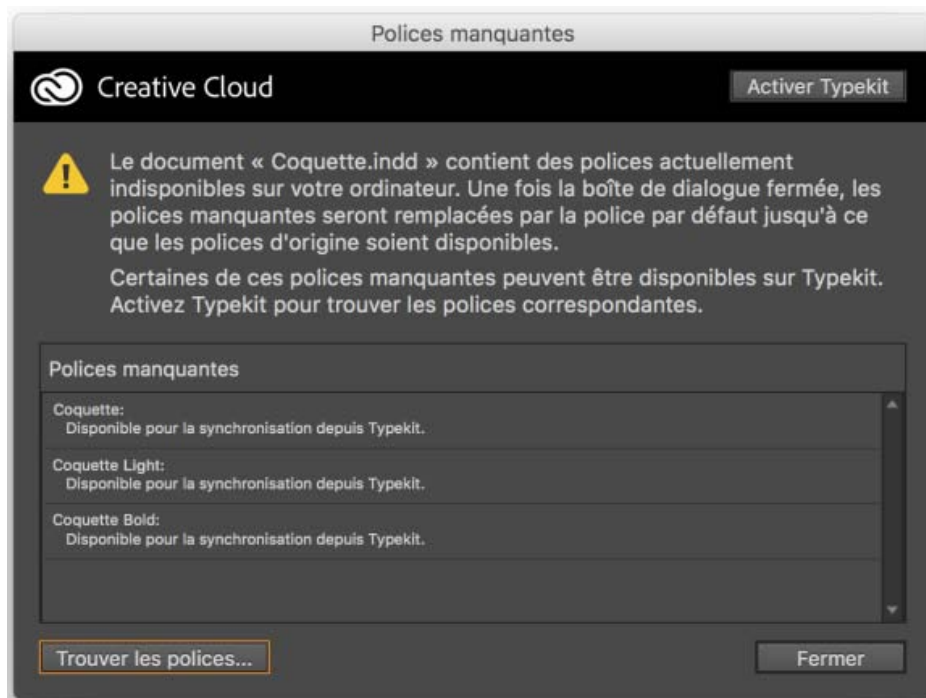 Polices manquantes
Creative Cloud
Activer Typekit
Le document « Coquette.indd » contient des polices actuellement
indisponibles sur votre ordinateur. Une fois la boîte de dialogue fermée, les
polices manquantes seront remplacées par la police par défaut jusqu'à ce
que les polices d'origine soient disponibles.
Certaines de ces polices manquantes peuvent être disponibles sur Typekit.
Activez Typekit pour trouver les polices correspondantes.
Polices manquantes
Coquette:
Disponible pour la synchronisation depuis Typekit.
Coquette Light:
Disponible pour la synchronisation depuis Typekit.
Coquette Bold:
Disponible pour la synchronisation depuis Typekit.
Trouver les polices...
Fermer